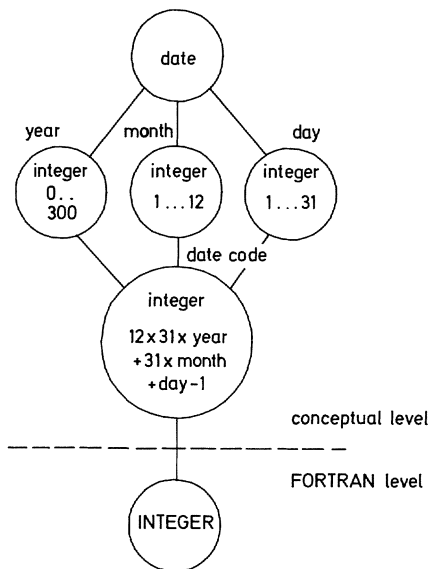 date
year
month
day
integer
0..
300
integer
1...12
integer
1...31
date code
integer
12x31x year
+31x month
+day-1
conceptual level
FORTRAN level
INTEGER